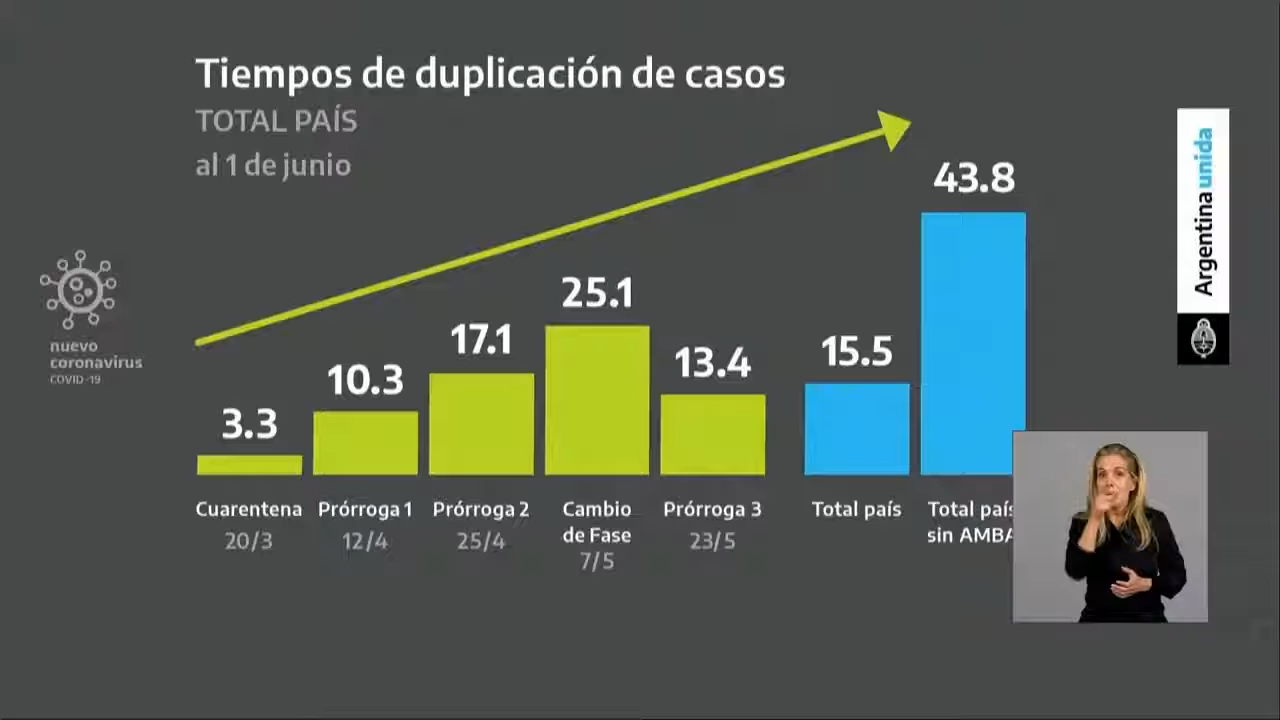 Tiempos de duplicación de casos
TOTAL PAÍS
al 1 de junio
43.8
25.1
17.1
13.4
15.5
10.3
3.3
Cuarentena
20/3
Prórroga 1
12/4
Prórroga 2
25/4
Cambio
de Fase
7/5
Prórroga 3
23/5
Total país
Total país
sin AMBA
nuevo
coronavirus
COVID-19
Argentina unida